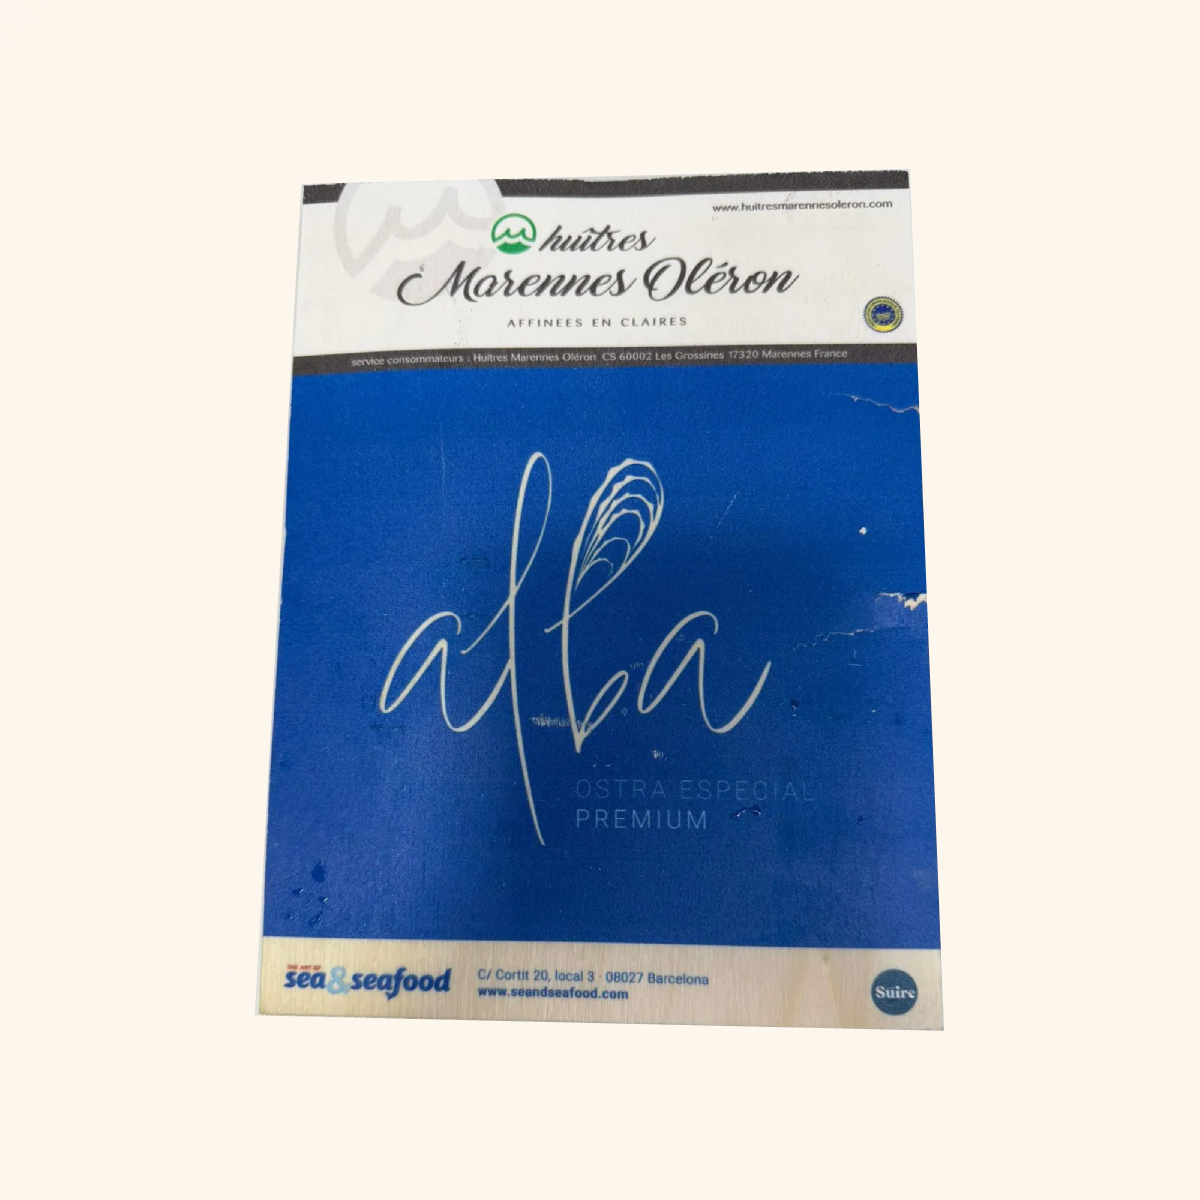 www.huitresmarennesoleron.com
huîtres
Marennes Oléron
AFFINEES EN CLAIRES
service consommateurs : Huîtres Marennes Oléron CS 60002 Les Grossines 17320 Marennes France
alba
OSTRA ESPECIAL
PREMIUM
THE ART OF
sea&seafood
C/ Cortit 20, local 3 · 08027 Barcelona
www.seandseafood.com
Suire